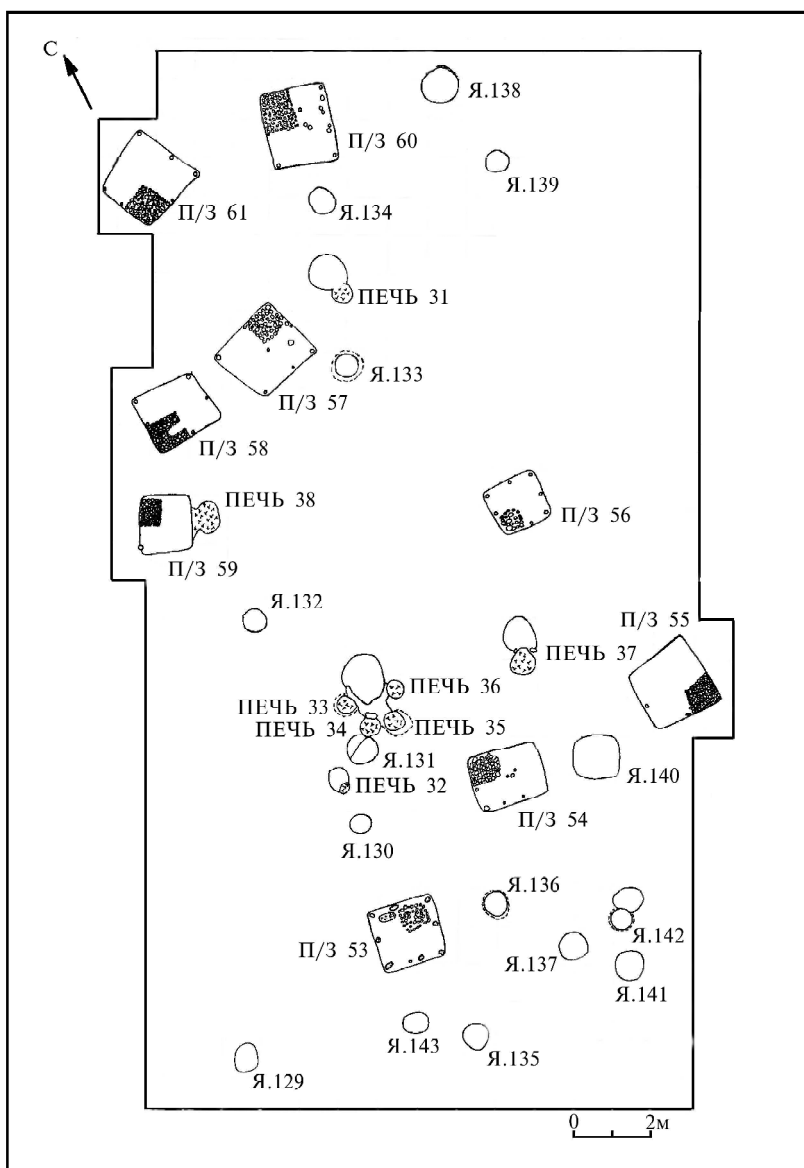 С
Я.138
П/З 60
Я.139
П/З 61
Я.134
ПЕЧЬ 31
Я.133
П/З 57
П/З 58
ПЕЧЬ 38
П/З 56
П/З 59
Я.132
П/З 55
ПЕЧЬ 37
ПЕЧЬ 36
ПЕЧЬ 33
ПЕЧЬ 35
ПЕЧЬ 34
Я.131
Я.140
ПЕЧЬ 32
П/З 54
Я.130
Я.136
Я.142
П/З 53
Я.137
Я.141
Я.143
Я.135
Я.129
0 2м